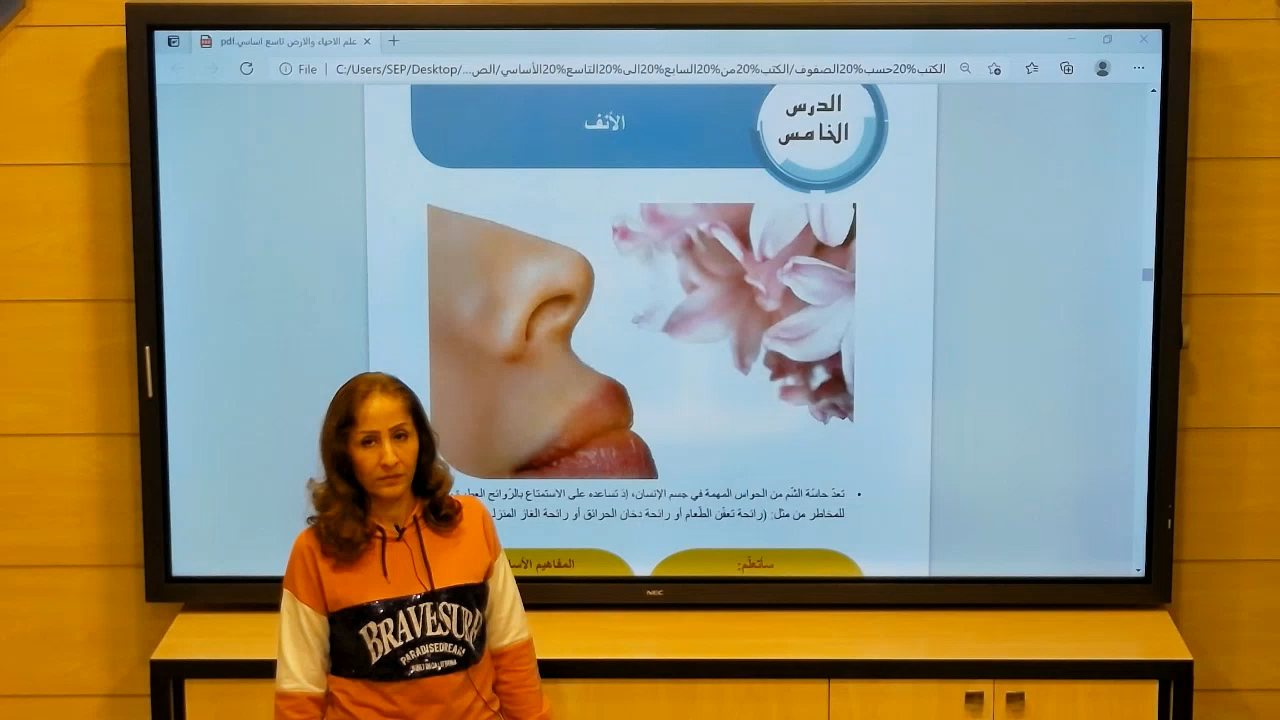 علم الاحياء والارض تاسع اساسي.pdf
File
C:/Users/SEP/Desktop/...الكتب%20حسب%20الصفوف/الكتب%20من%20السابع%20الى%20التاسع%20الأساسي/الص
الدرس
الخامس
الأنف
تعدّ حاسّة الشّم من الحواس المهمة في جسم الإنسان، إذ تساعده على الاستمتاع بالرّوائح
للمخاطر من مثل: (رائحة تعفّن الطّعام أو رائحة دخان الحرائق أو رائحة الغاز
سأتعلّم:
المفاهيم
NEC
BRAVESURF
PARADISEDREAM